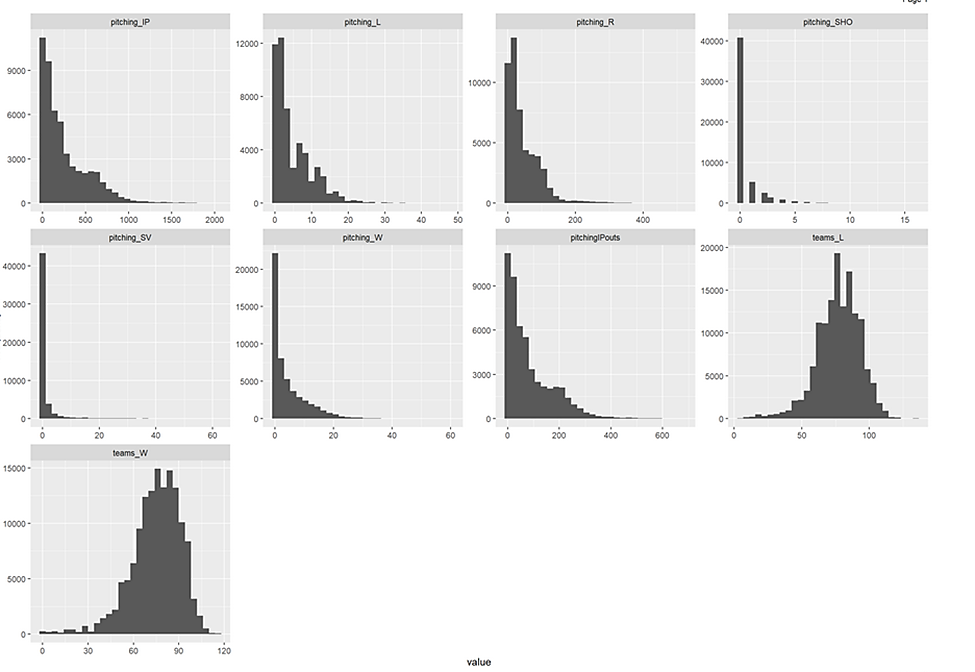 pitching_IP pitching_L pitching_R pitching_SHO
9000 6000 3000 0
12000 8000 4000 0
10000 5000 0
40000 30000 20000 10000 0
0 500 1000 1500 2000
0 10 20 30 40 50
0 200 400
0 5 10 15
pitching_SV pitching_W pitchingIPouts teams_L
40000 30000 20000 10000 0
20000 15000 10000 5000 0
9000 6000 3000 0
20000 15000 10000 5000 0
0 20 40 60
0 20 40 60
0 200 400 600
0 50 100
teams_W
15000
10000
5000
0
0 30 60 90 120
value